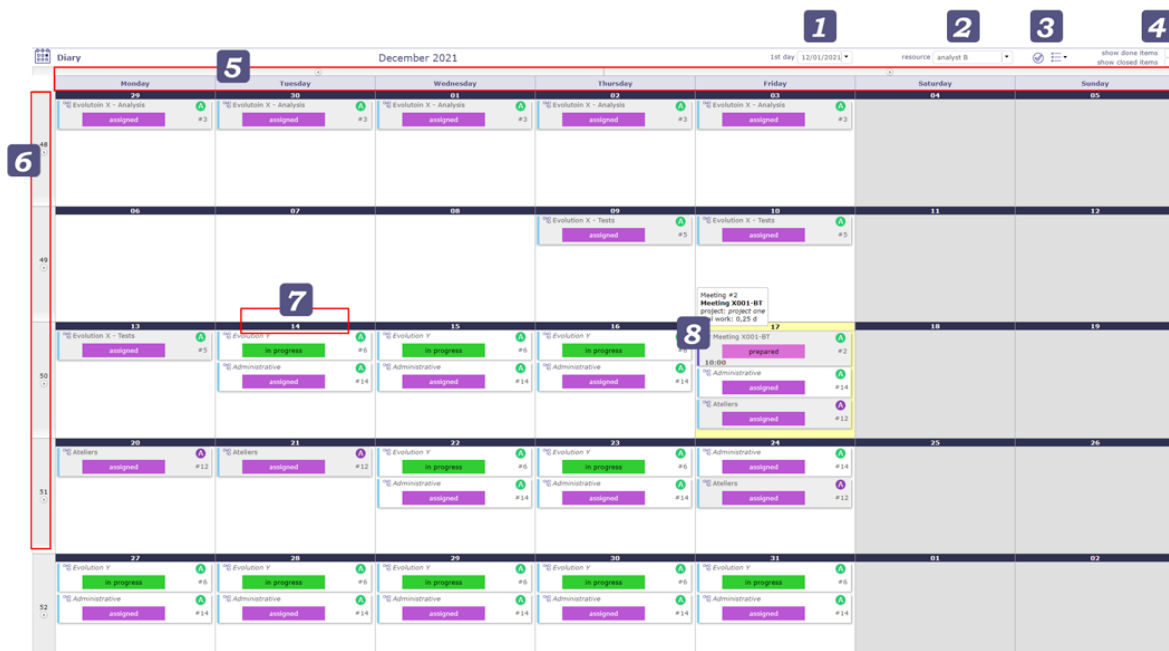 1 2 3 4
Diary December 2021 1st day 12/01/2021 resource analyst B show done items
show closed items
5
Monday Tuesday Wednesday Thursday Friday Saturday Sunday
29 30 01 02 03 04 05
Evolutoin X - Analysis A Evolutoin X - Analysis A Evolutoin X - Analysis A Evolutoin X - Analysis A Evolutoin X - Analysis A
assigned #3 assigned #3 assigned #3 assigned #3 assigned #3
48
6
06 07 08 09 10 11 12
Evolution X - Tests A Evolution X - Tests A
assigned #5 assigned #5
49
7
Meeting #2
Meeting X001-BT
project: project one
work: 0,25 d
8
13 14 15 16 17 18 19
Evolution X - Tests A Evolution Y A Evolution Y A Evolution Y Meeting X001-BT A
assigned #5 in progress #6 in progress #6 in progress prepared #2
10:00
Administrative A Administrative A Administrative A Administrative A
assigned #14 assigned #14 assigned #14 assigned #14
50
Ateliers A
assigned #12
20 21 22 23 24 25 26
Ateliers A Ateliers A Evolution Y A Evolution Y A Administrative A
assigned #12 assigned #12 in progress #6 in progress #6 assigned #14
Administrative A Administrative A Ateliers A
51 assigned #14 assigned #14 assigned #12
27 28 29 30 31 01 02
Evolution Y A Evolution Y A Evolution Y A Evolution Y A Evolution Y A
in progress #6 in progress #6 in progress #6 in progress #6 in progress #6
Administrative A Administrative A Administrative A Administrative A Administrative A
52 assigned #14 assigned #14 assigned #14 assigned #14 assigned #14